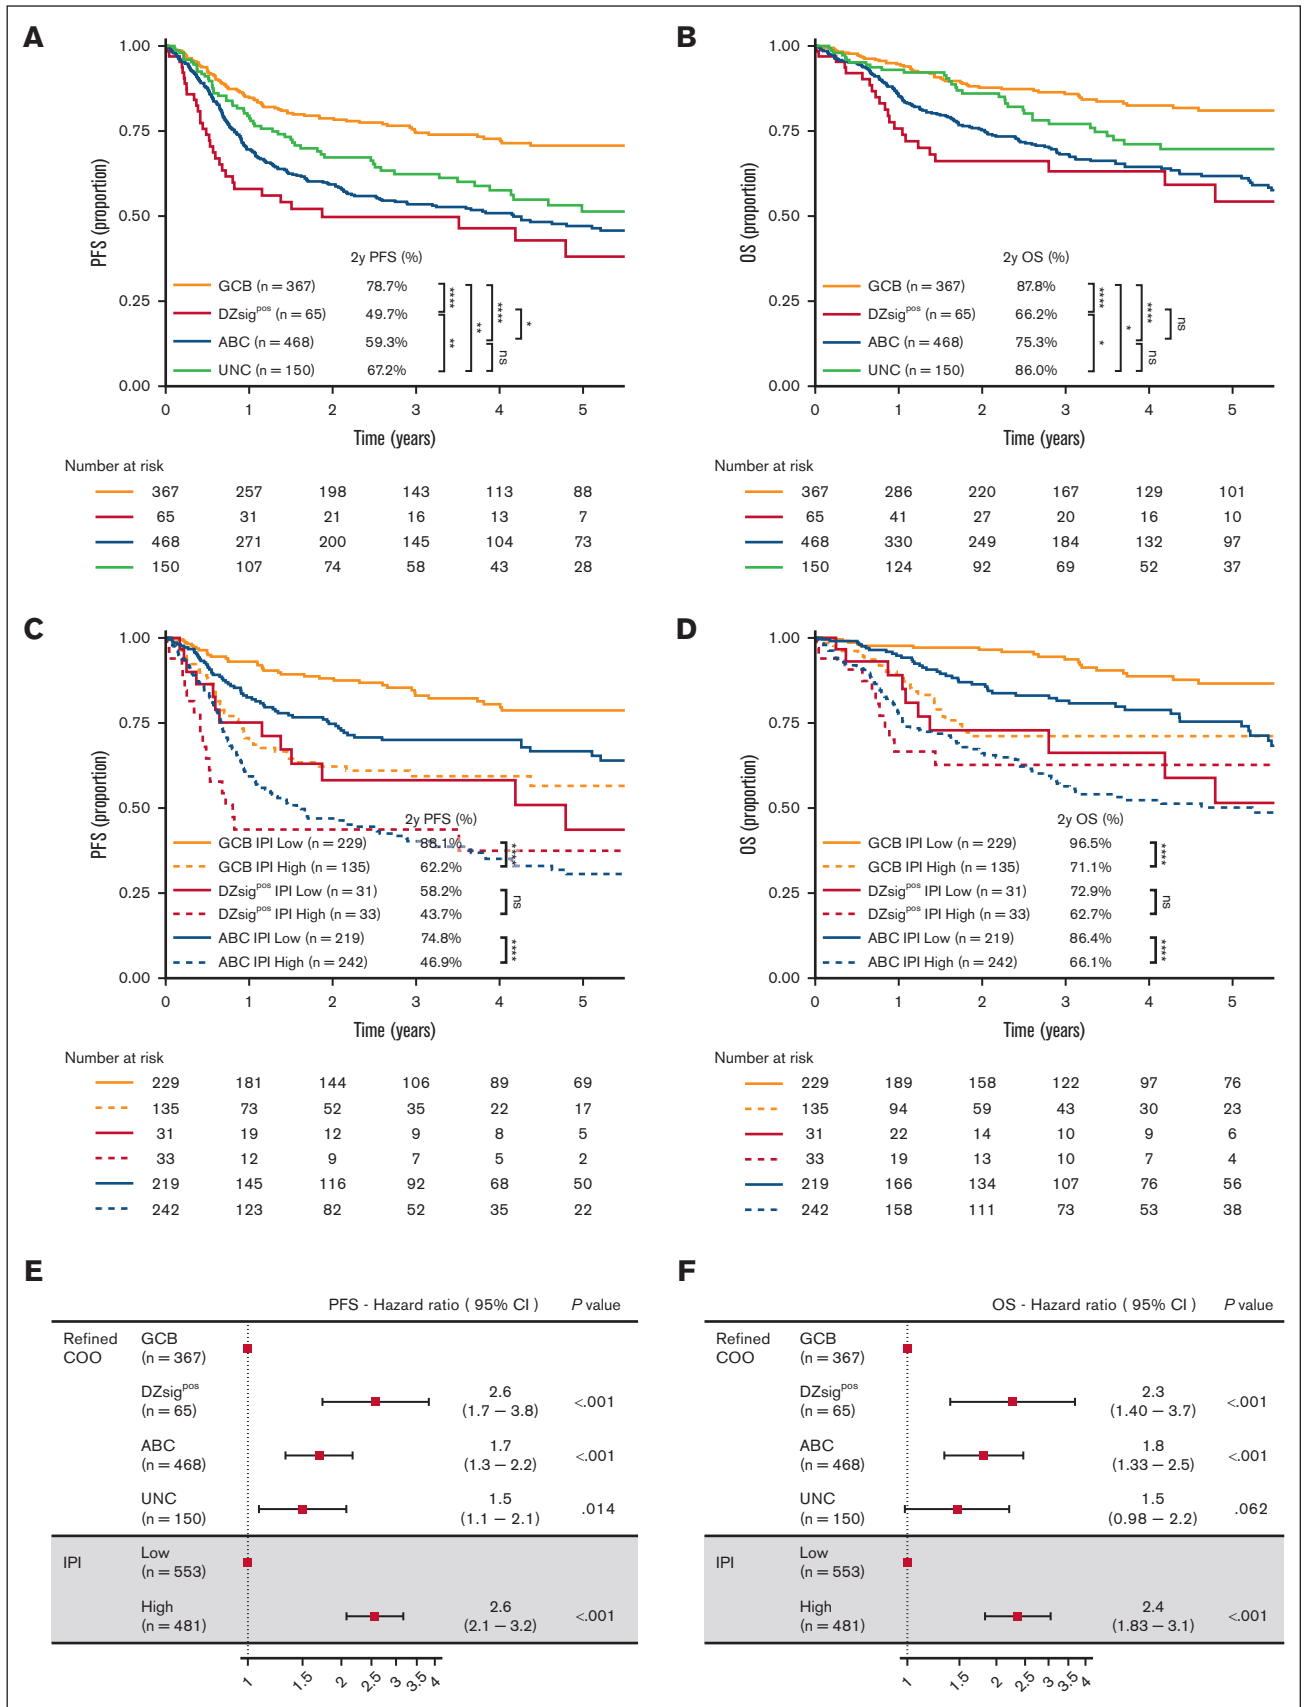 A
1.00
0.75
0.50
0.25
0.00
PFS (proportion)
2y PFS (%)
GCB (n = 367) 78.7%
DZsigpos (n = 65) 49.7%
ABC (n = 468) 59.3%
UNC (n = 150) 67.2%
****
**
**
****
ns
*
0 1 2 3 4 5
Time (years)
Number at risk
367 257 198 143 113 88
65 31 21 16 13 7
468 271 200 145 104 73
150 107 74 58 43 28
B
1.00
0.75
0.50
0.25
0.00
OS (proportion)
2y OS (%)
GCB (n = 367) 87.8%
DZsigpos (n = 65) 66.2%
ABC (n = 468) 75.3%
UNC (n = 150) 86.0%
****
*
*
****
ns
ns
0 1 2 3 4 5
Time (years)
Number at risk
367 286 220 167 129 101
65 41 27 20 16 10
468 330 249 184 132 97
150 124 92 69 52 37
C
1.00
0.75
0.50
0.25
0.00
PFS (proportion)
2y PFS (%)
GCB IPI Low (n = 229) 88.1%
GCB IPI High (n = 135) 62.2%
DZsigpos IPI Low (n = 31) 58.2%
DZsigpos IPI High (n = 33) 43.7%
ABC IPI Low (n = 219) 74.8%
ABC IPI High (n = 242) 46.9%
****
ns
****
0 1 2 3 4 5
Time (years)
Number at risk
229 181 144 106 89 69
135 73 52 35 22 17
31 19 12 9 8 5
33 12 9 7 5 2
219 145 116 92 68 50
242 123 82 52 35 22
D
1.00
0.75
0.50
0.25
0.00
OS (proportion)
2y OS (%)
GCB IPI Low (n = 229) 96.5%
GCB IPI High (n = 135) 71.1%
DZsigpos IPI Low (n = 31) 72.9%
DZsigpos IPI High (n = 33) 62.7%
ABC IPI Low (n = 219) 86.4%
ABC IPI High (n = 242) 66.1%
****
ns
****
0 1 2 3 4 5
Time (years)
Number at risk
229 189 158 122 97 76
135 94 59 43 30 23
31 22 14 10 9 6
33 19 13 10 7 4
219 166 134 107 76 56
242 158 111 73 53 38
E
PFS - Hazard ratio ( 95% CI ) P value
Refined GCB
COO (n = 367)
DZsigpos 2.6
(n = 65) (1.7 – 3.8) <.001
ABC 1.7
(n = 468) (1.3 – 2.2) <.001
UNC 1.5
(n = 150) (1.1 – 2.1) .014
IPI Low
(n = 553)
High 2.6
(n = 481) (2.1 – 3.2) <.001
1 1.5 2 2.5 3 3.5 4
F
OS - Hazard ratio ( 95% CI ) P value
Refined GCB
COO (n = 367)
DZsigpos 2.3
(n = 65) (1.40 – 3.7) <.001
ABC 1.8
(n = 468) (1.33 – 2.5) <.001
UNC 1.5
(n = 150) (0.98 – 2.2) .062
IPI Low
(n = 553)
High 2.4
(n = 481) (1.83 – 3.1) <.001
1 1.5 2 2.5 3 3.5 4